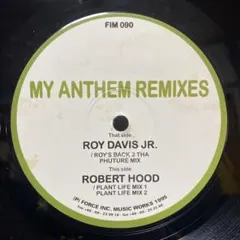 FIM 090
MY ANTHEM REMIXES
That side..
ROY DAVIS JR.
/ ROY'S BACK 2 THA
PHUTURE MIX
This side..
ROBERT HOOD
/ PLANT LIFE MIX 1
PLANT LIFE MIX 2
(P) FORCE INC. MUSIC WORKS 1995